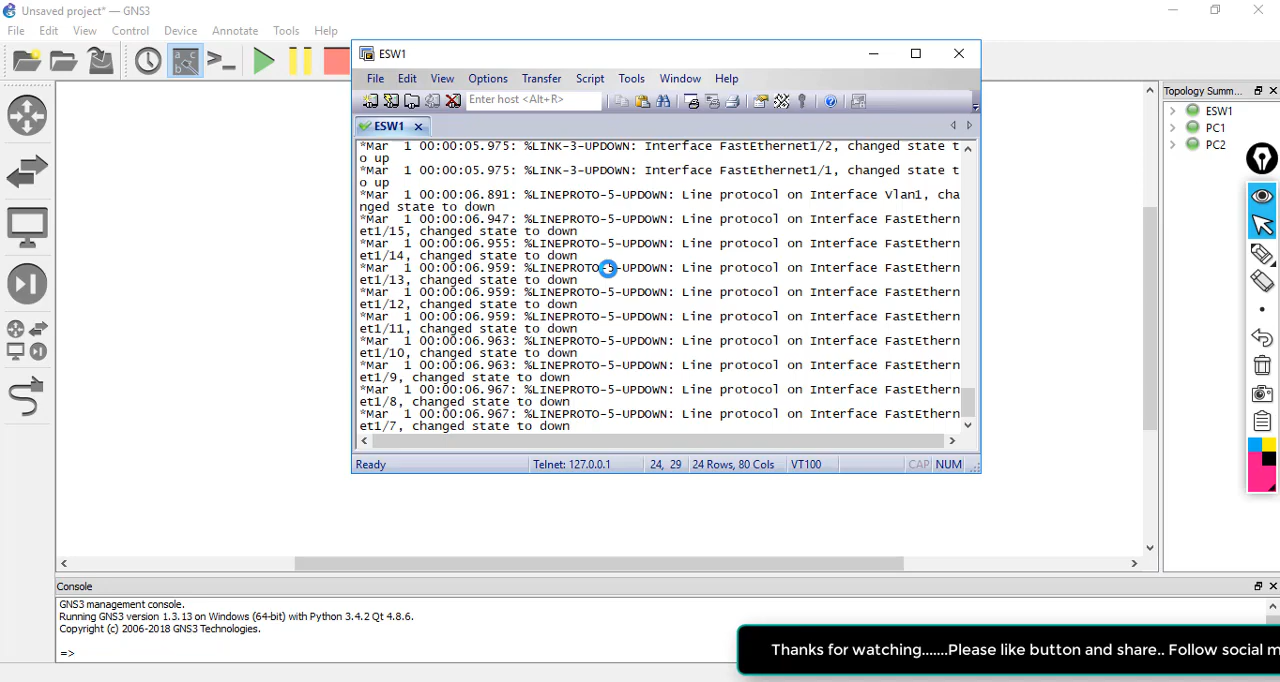 Unsaved project* — GNS3
File Edit View Control Device Annotate Tools Help
ESW1
File Edit View Options Transfer Script Tools Window Help
Enter host <Alt+R>
ESW1
*Mar  1 00:00:05.975: %LINK-3-UPDOWN: Interface FastEthernet1/2, changed state t
o up
*Mar  1 00:00:05.975: %LINK-3-UPDOWN: Interface FastEthernet1/1, changed state t
o up
*Mar  1 00:00:06.891: %LINEPROTO-5-UPDOWN: Line protocol on Interface Vlan1, cha
nged state to down
*Mar  1 00:00:06.947: %LINEPROTO-5-UPDOWN: Line protocol on Interface FastEthern
et1/15, changed state to down
*Mar  1 00:00:06.955: %LINEPROTO-5-UPDOWN: Line protocol on Interface FastEthern
et1/14, changed state to down
*Mar  1 00:00:06.959: %LINEPROTO-5-UPDOWN: Line protocol on Interface FastEthern
et1/13, changed state to down
*Mar  1 00:00:06.959: %LINEPROTO-5-UPDOWN: Line protocol on Interface FastEthern
et1/12, changed state to down
*Mar  1 00:00:06.959: %LINEPROTO-5-UPDOWN: Line protocol on Interface FastEthern
et1/11, changed state to down
*Mar  1 00:00:06.963: %LINEPROTO-5-UPDOWN: Line protocol on Interface FastEthern
et1/10, changed state to down
*Mar  1 00:00:06.963: %LINEPROTO-5-UPDOWN: Line protocol on Interface FastEthern
et1/9, changed state to down
*Mar  1 00:00:06.967: %LINEPROTO-5-UPDOWN: Line protocol on Interface FastEthern
et1/8, changed state to down
*Mar  1 00:00:06.967: %LINEPROTO-5-UPDOWN: Line protocol on Interface FastEthern
et1/7, changed state to down
Ready Telnet: 127.0.0.1 24, 29 24 Rows, 80 Cols VT100 CAP NUM
Topology Summ...
ESW1
PC1
PC2
Console
GNS3 management console.
Running GNS3 version 1.3.13 on Windows (64-bit) with Python 3.4.2 Qt 4.8.6.
Copyright (c) 2006-2018 GNS3 Technologies.
=>
Thanks for watching.......Please like button and share.. Follow social m